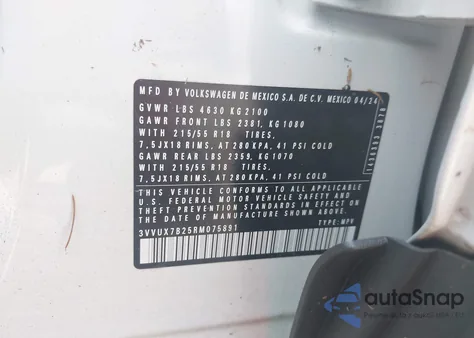 MFD BY VOLKSWAGEN DE MEXICO S.A. DE C.V. MEXICO 04/24
GVWR LBS 4630 KG 2100
GAWR FRONT LBS 2381, KG 1080
WITH 215/55 R18 TIRES,
7,5JX18 RIMS, AT 280 KPA, 41 PSI COLD
GAWR REAR LBS 2359, KG 1070
WITH 215/55 R18 TIRES,
7,5JX18 RIMS, AT 280 KPA, 41 PSI COLD
THIS VEHICLE CONFORMS TO ALL APPLICABLE
U.S. FEDERAL MOTOR VEHICLE SAFETY AND
THEFT PREVENTION STANDARDS IN EFFECT ON
THE DATE OF MANUFACTURE SHOWN ABOVE.
3VVUX7B25RM075891 TYPE: MPV
autoSnap